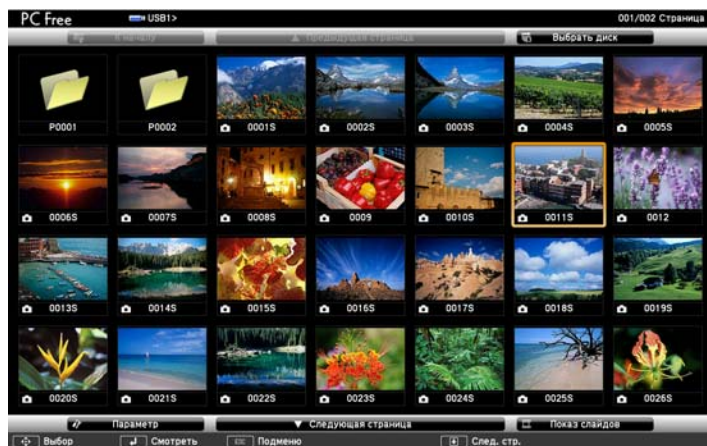 PC Free USB1> 001/002 Страница
К началу Предыдущая страница Выбрать диск
P0001 P0002 0001S 0002S 0003S 0004S 0005S
0006S 0007S 0008S 0009 0010S 0011S 0012
0013S 0014S 0015S 0016S 0017S 0018S 0019S
0020S 0021S 0022S 0023S 0024S 0025S 0026S
Параметр Следующая страница Показ слайдов
Выбор Смотреть ESC Подменю След. стр.